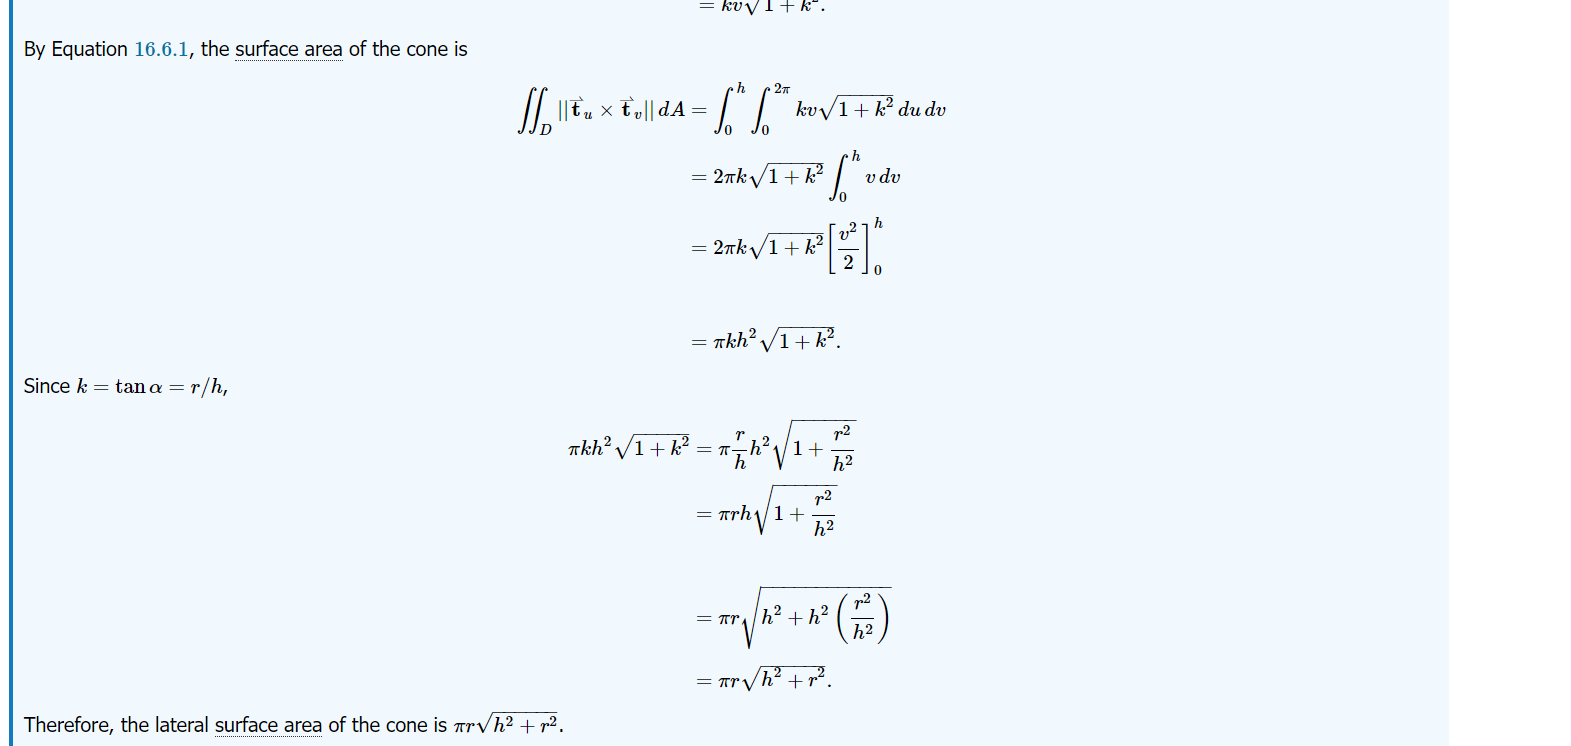 = kv√1 + k².
By Equation 16.6.1, the surface area of the cone is
∬_D ||t⃗_u × t⃗_v|| dA = ∫_0^h ∫_0^{2π} kv√(1 + k²) du dv
= 2πk√(1 + k²) ∫_0^h v dv
= 2πk√(1 + k²) [v²/2]_0^h
= πkh²√(1 + k²).
Since k = tan α = r/h,
πkh²√(1 + k²) = π(r/h)h²√(1 + r²/h²)
= πrh√(1 + r²/h²)
= πr√(h² + h²(r²/h²))
= πr√(h² + r²).
Therefore, the lateral surface area of the cone is πr√(h² + r²).